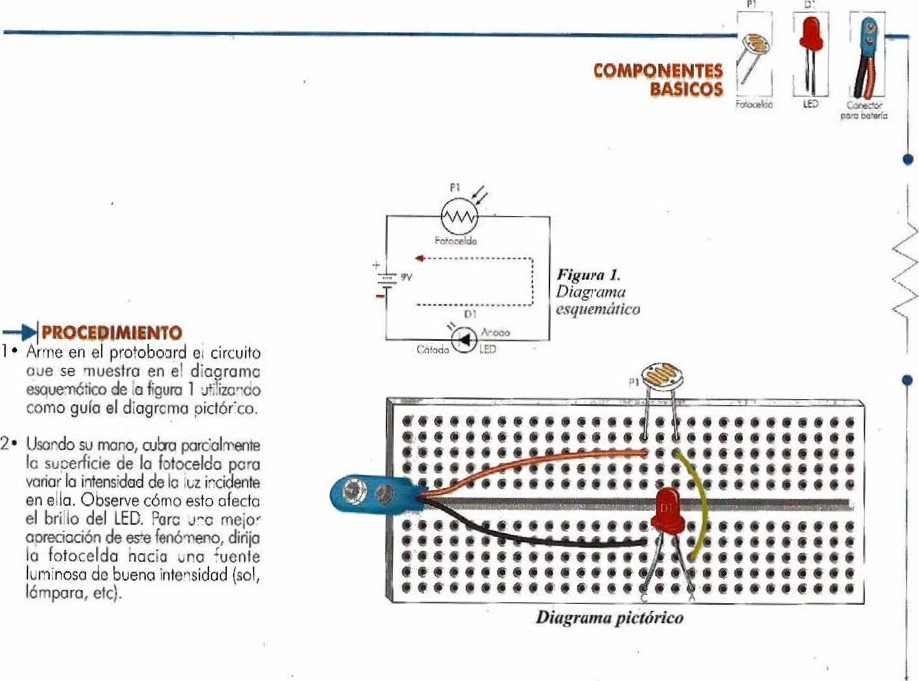 P1
D1
COMPONENTES
BASICOS
Fotocelda
LED
Conector
para batería
P1
Fotocelda
+
9V
-
D1
Ánodo
Cátodo
LED
Figura 1.
Diagrama
esquemático
PROCEDIMIENTO
1• Arme en el protoboard el circuito
que se muestra en el diagrama
esquemático de la figura 1 utilizando
como guía el diagrama pictórico.
2• Usando su mano, cubra parcialmente
la superficie de la fotocelda para
variar la intensidad de la luz incidente
en ella. Observe cómo esto afecta
el brillo del LED. Para una mejor
apreciación de este fenómeno, dirija
la fotocelda hacia una fuente
luminosa de buena intensidad (sol,
lámpara, etc).
P1
D1
C
A
Diagrama pictórico